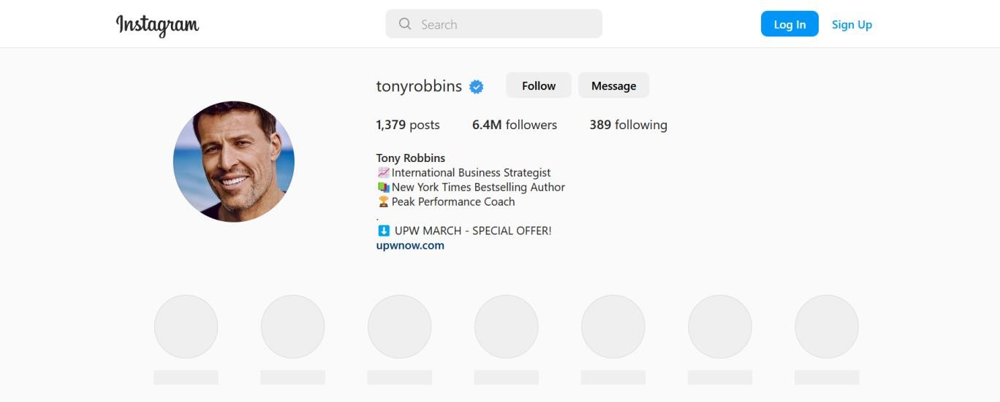 Instagram
Search
Log In
Sign Up
tonyrobbins
Follow
Message
1,379 posts
6.4M followers
389 following
Tony Robbins
📈International Business Strategist
📚New York Times Bestselling Author
🏆Peak Performance Coach
.
⬇️ UPW MARCH - SPECIAL OFFER!
upwnow.com